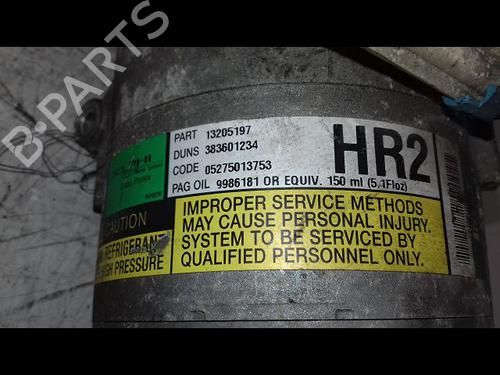 B-PARTS
PART 13205197
DUNS 383601234
CODE 05275013753
PAG OIL 9986181 OR EQUIV. 150 ml (5.1Floz)
HR2
France
CAUTION
REFRIGERANT
HIGH PRESSURE
IMPROPER SERVICE METHODS
MAY CAUSE PERSONAL INJURY.
SYSTEM TO BE SERVICED BY
QUALIFIED PERSONNEL ONLY.